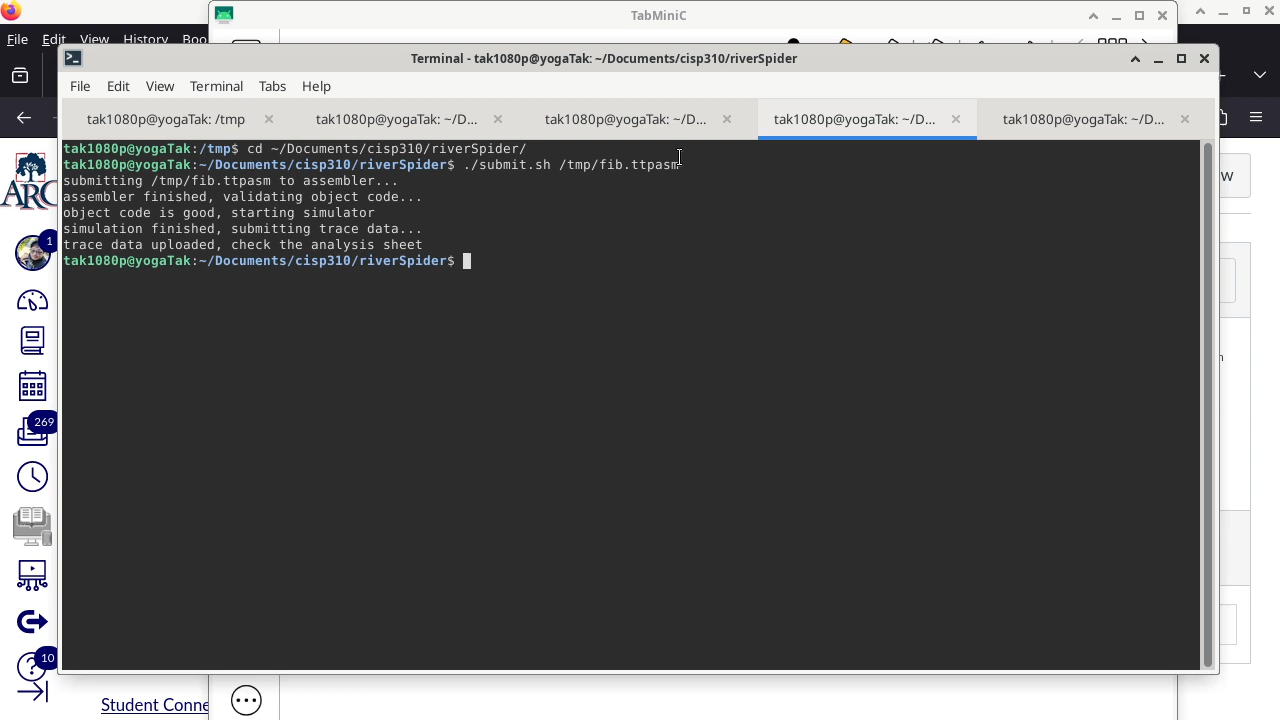 TabMiniC
File Edit View History Boo
Terminal - tak1080p@yogaTak: ~/Documents/cisp310/riverSpider
File Edit View Terminal Tabs Help
tak1080p@yogaTak: /tmp
tak1080p@yogaTak: ~/D...
tak1080p@yogaTak: ~/D...
tak1080p@yogaTak: ~/D...
tak1080p@yogaTak: ~/D...
tak1080p@yogaTak:/tmp$ cd ~/Documents/cisp310/riverSpider/
tak1080p@yogaTak:~/Documents/cisp310/riverSpider$ ./submit.sh /tmp/fib.ttpasm
submitting /tmp/fib.ttpasm to assembler...
assembler finished, validating object code...
object code is good, starting simulator
simulation finished, submitting trace data...
trace data uploaded, check the analysis sheet
tak1080p@yogaTak:~/Documents/cisp310/riverSpider$
ARC
1
269
10
Student Conne
w
n